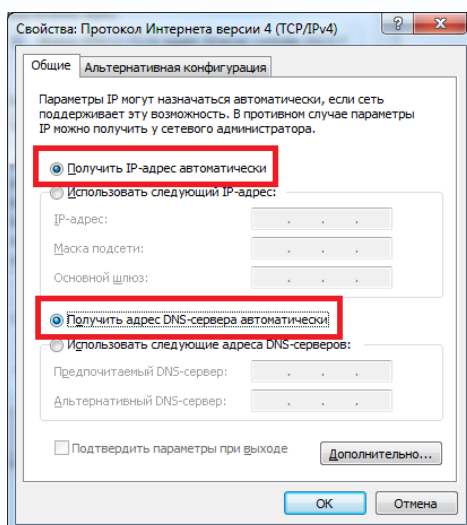 Свойства: Протокол Интернета версии 4 (TCP/IPv4)
Общие Альтернативная конфигурация
Параметры IP могут назначаться автоматически, если сеть
поддерживает эту возможность. В противном случае параметры
IP можно получить у сетевого администратора.
Получить IP-адрес автоматически
Использовать следующий IP-адрес:
IP-адрес:
Маска подсети:
Основной шлюз:
Получить адрес DNS-сервера автоматически
Использовать следующие адреса DNS-серверов:
Предпочитаемый DNS-сервер:
Альтернативный DNS-сервер:
Подтвердить параметры при выходе
Дополнительно...
ОК Отмена